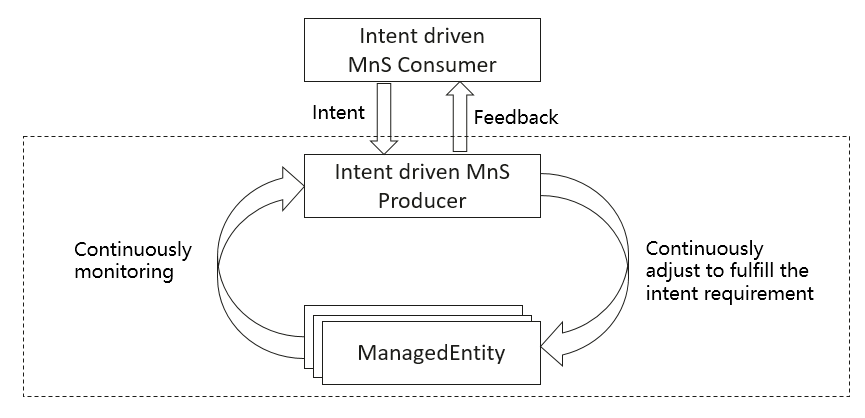 Intent driven
MnS Consumer
Intent
Feedback
Intent driven MnS
Producer
Continuously
monitoring
Continuously
adjust to fulfill the
intent requirement
ManagedEntity